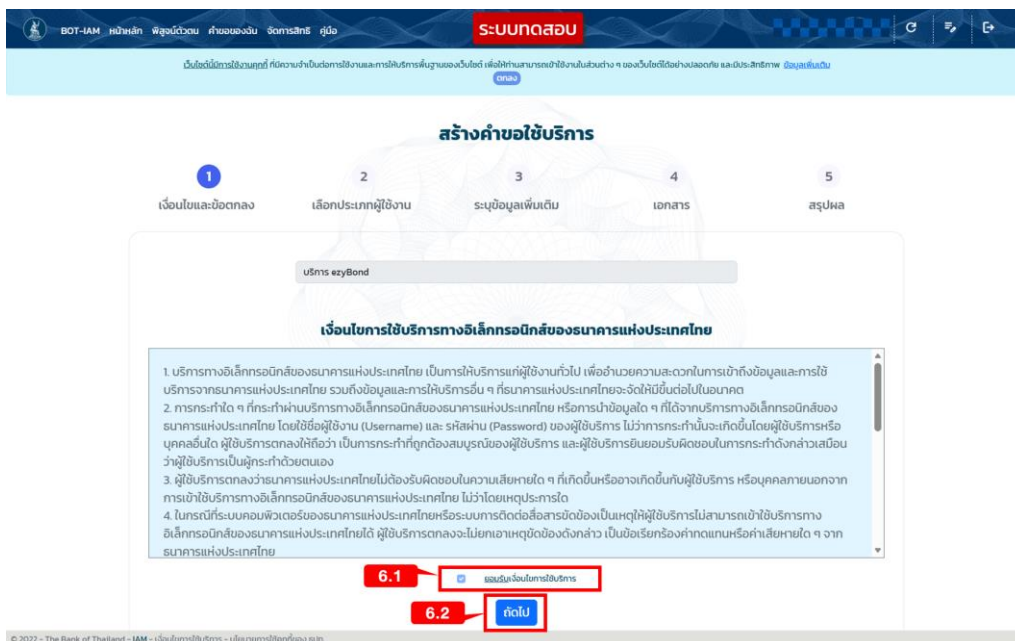 BOT-IAM หน้าหลัก พิสูจน์ตัวตน คำขอของฉัน จัดการสิทธิ คู่มือ
ระบบทดสอบ
เว็บไซต์นี้มีการใช้งานคุกกี้ ที่มีความจำเป็นต่อการใช้งานและการให้บริการพื้นฐานของเว็บไซต์ เพื่อให้ท่านสามารถเข้าใช้งานในส่วนต่าง ๆ ของเว็บไซต์ได้อย่างปลอดภัย และมีประสิทธิภาพ ข้อมูลเพิ่มเติม
ตกลง
สร้างคำขอใช้บริการ
1
2
3
4
5
เงื่อนไขและข้อตกลง
เลือกประเภทผู้ใช้งาน
ระบุข้อมูลเพิ่มเติม
เอกสาร
สรุปผล
บริการ ezyBond
เงื่อนไขการใช้บริการทางอิเล็กทรอนิกส์ของธนาคารแห่งประเทศไทย
1. บริการทางอิเล็กทรอนิกส์ของธนาคารแห่งประเทศไทย เป็นการให้บริการแก่ผู้ใช้งานทั่วไป เพื่ออำนวยความสะดวกในการเข้าถึงข้อมูลและการใช้
บริการจากธนาคารแห่งประเทศไทย รวมถึงข้อมูลและการให้บริการอื่น ๆ ที่ธนาคารแห่งประเทศไทยจะจัดให้มีขึ้นต่อไปในอนาคต
2. การกระทำใด ๆ ที่กระทำผ่านบริการทางอิเล็กทรอนิกส์ของธนาคารแห่งประเทศไทย หรือการนำข้อมูลใด ๆ ที่ได้จากบริการทางอิเล็กทรอนิกส์ของ
ธนาคารแห่งประเทศไทย โดยใช้ชื่อผู้ใช้งาน (Username) และ รหัสผ่าน (Password) ของผู้ใช้บริการ ไม่ว่าการกระทำนั้นจะเกิดขึ้นโดยผู้ใช้บริการหรือ
บุคคลอื่นใด ผู้ใช้บริการตกลงให้ถือว่า เป็นการกระทำที่ถูกต้องสมบูรณ์ของผู้ใช้บริการ และผู้ใช้บริการยินยอมรับผิดชอบในการกระทำดังกล่าวเสมือน
ว่าผู้ใช้บริการเป็นผู้กระทำด้วยตนเอง
3. ผู้ใช้บริการตกลงว่าธนาคารแห่งประเทศไทยไม่ต้องรับผิดชอบในความเสียหายใด ๆ ที่เกิดขึ้นหรืออาจเกิดขึ้นกับผู้ใช้บริการ หรือบุคคลภายนอกจาก
การเข้าใช้บริการทางอิเล็กทรอนิกส์ของธนาคารแห่งประเทศไทย ไม่ว่าโดยเหตุประการใด
4. ในกรณีที่ระบบคอมพิวเตอร์ของธนาคารแห่งประเทศไทยหรือระบบการติดต่อสื่อสารขัดข้องเป็นเหตุให้ผู้ใช้บริการไม่สามารถเข้าใช้บริการทาง
อิเล็กทรอนิกส์ของธนาคารแห่งประเทศไทยได้ ผู้ใช้บริการตกลงจะไม่ยกเอาเหตุขัดข้องดังกล่าว เป็นข้อเรียกร้องค่าทดแทนหรือค่าเสียหายใด ๆ จาก
ธนาคารแห่งประเทศไทย
6.1
ยอมรับเงื่อนไขการใช้บริการ
6.2
ถัดไป
© 2022 - The Bank of Thailand - IAM - เงื่อนไขการใช้บริการ - นโยบายการใช้คุกกี้ของ ธปท.